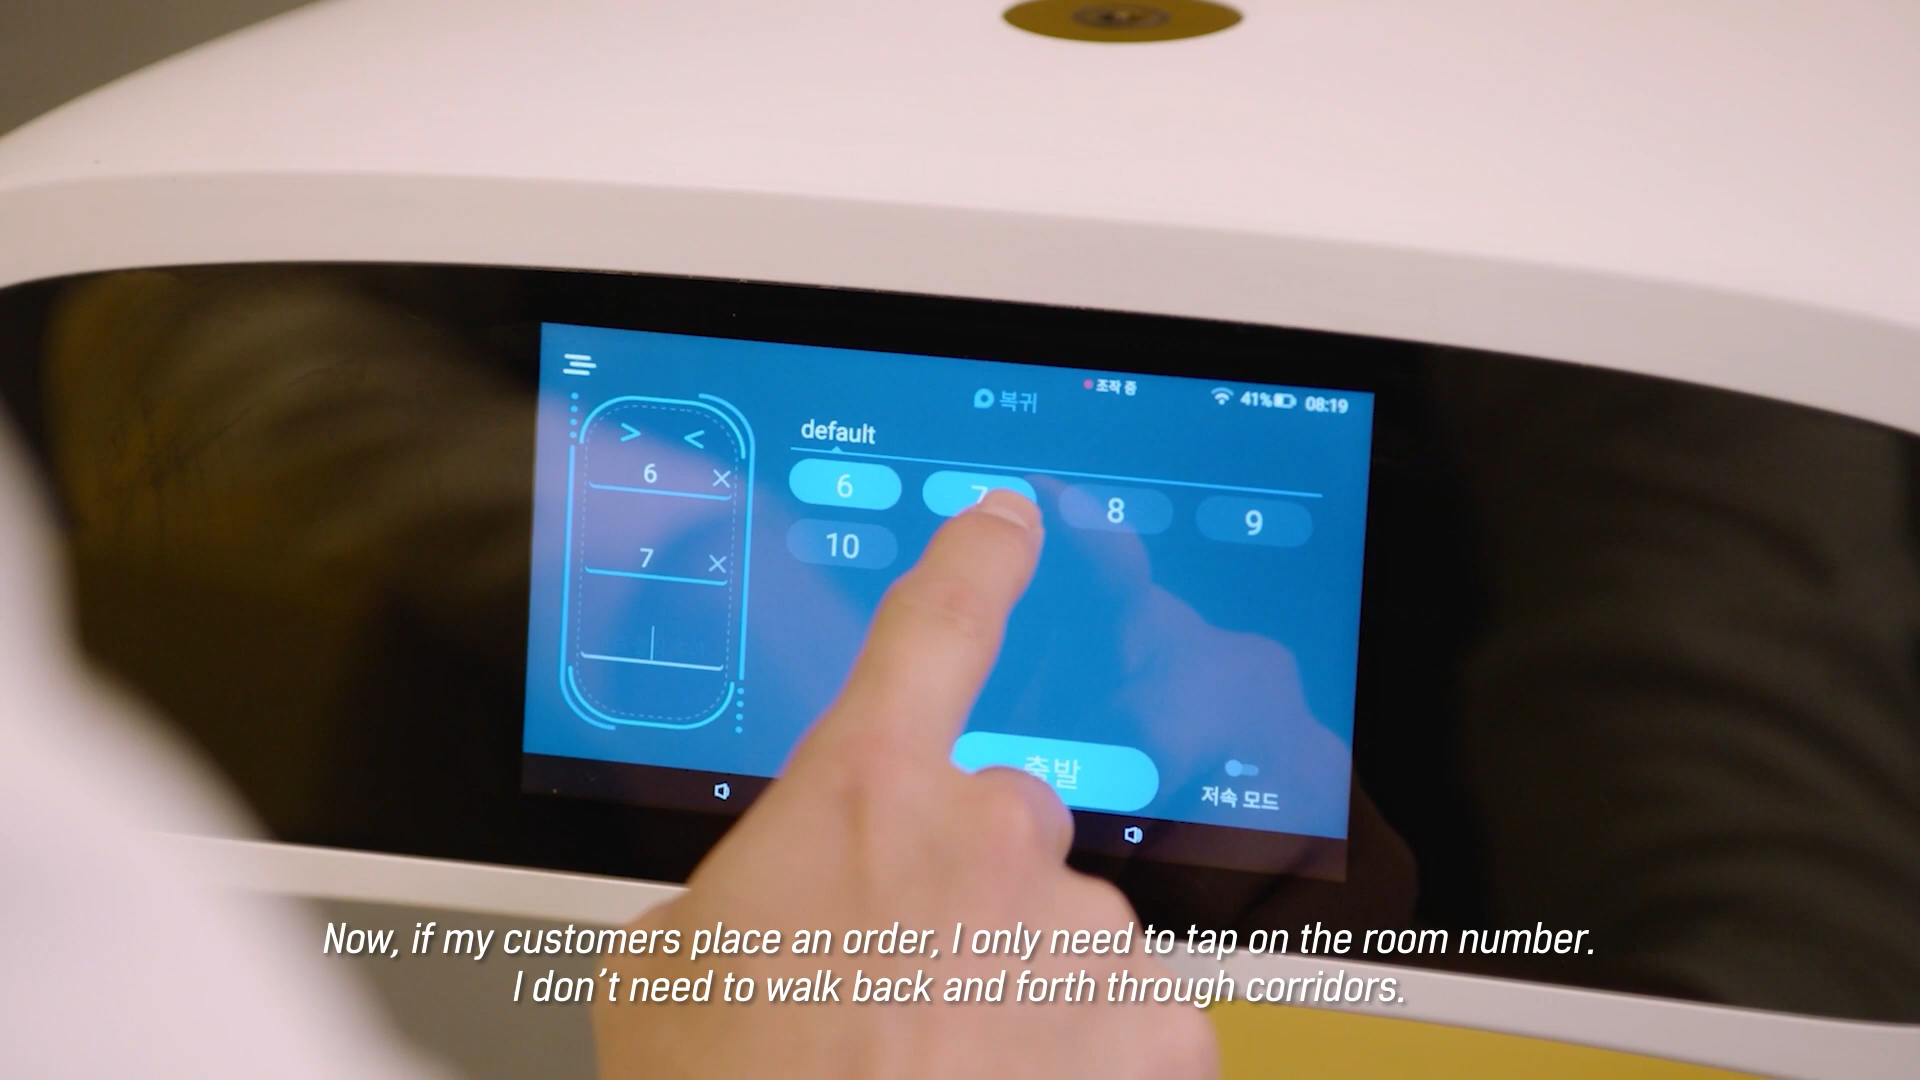 조작 중
41%
08:19
복귀
default
6
7
6
7
8
9
10
출발
저속 모드
Now, if my customers place an order, I only need to tap on the room number.
I don't need to walk back and forth through corridors.